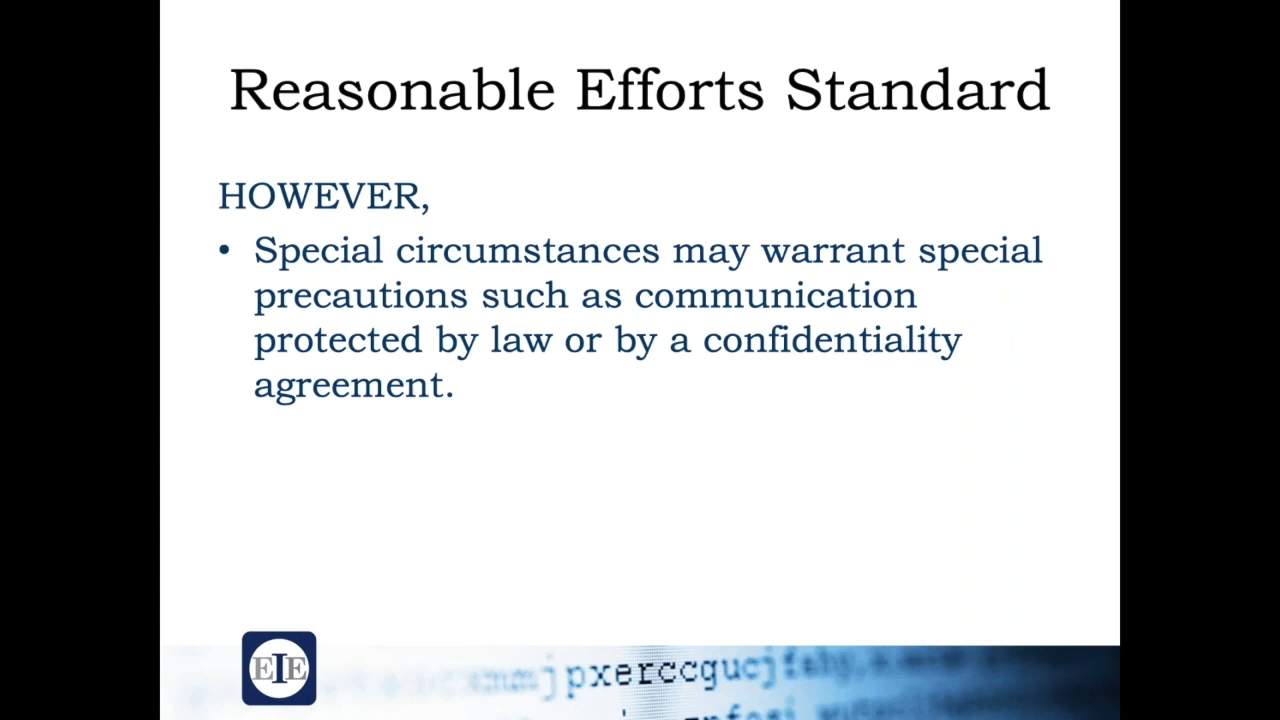 Reasonable Efforts Standard
HOWEVER,
• Special circumstances may warrant special
precautions such as communication
protected by law or by a confidentiality
agreement.
EIE
jpxerccgucj